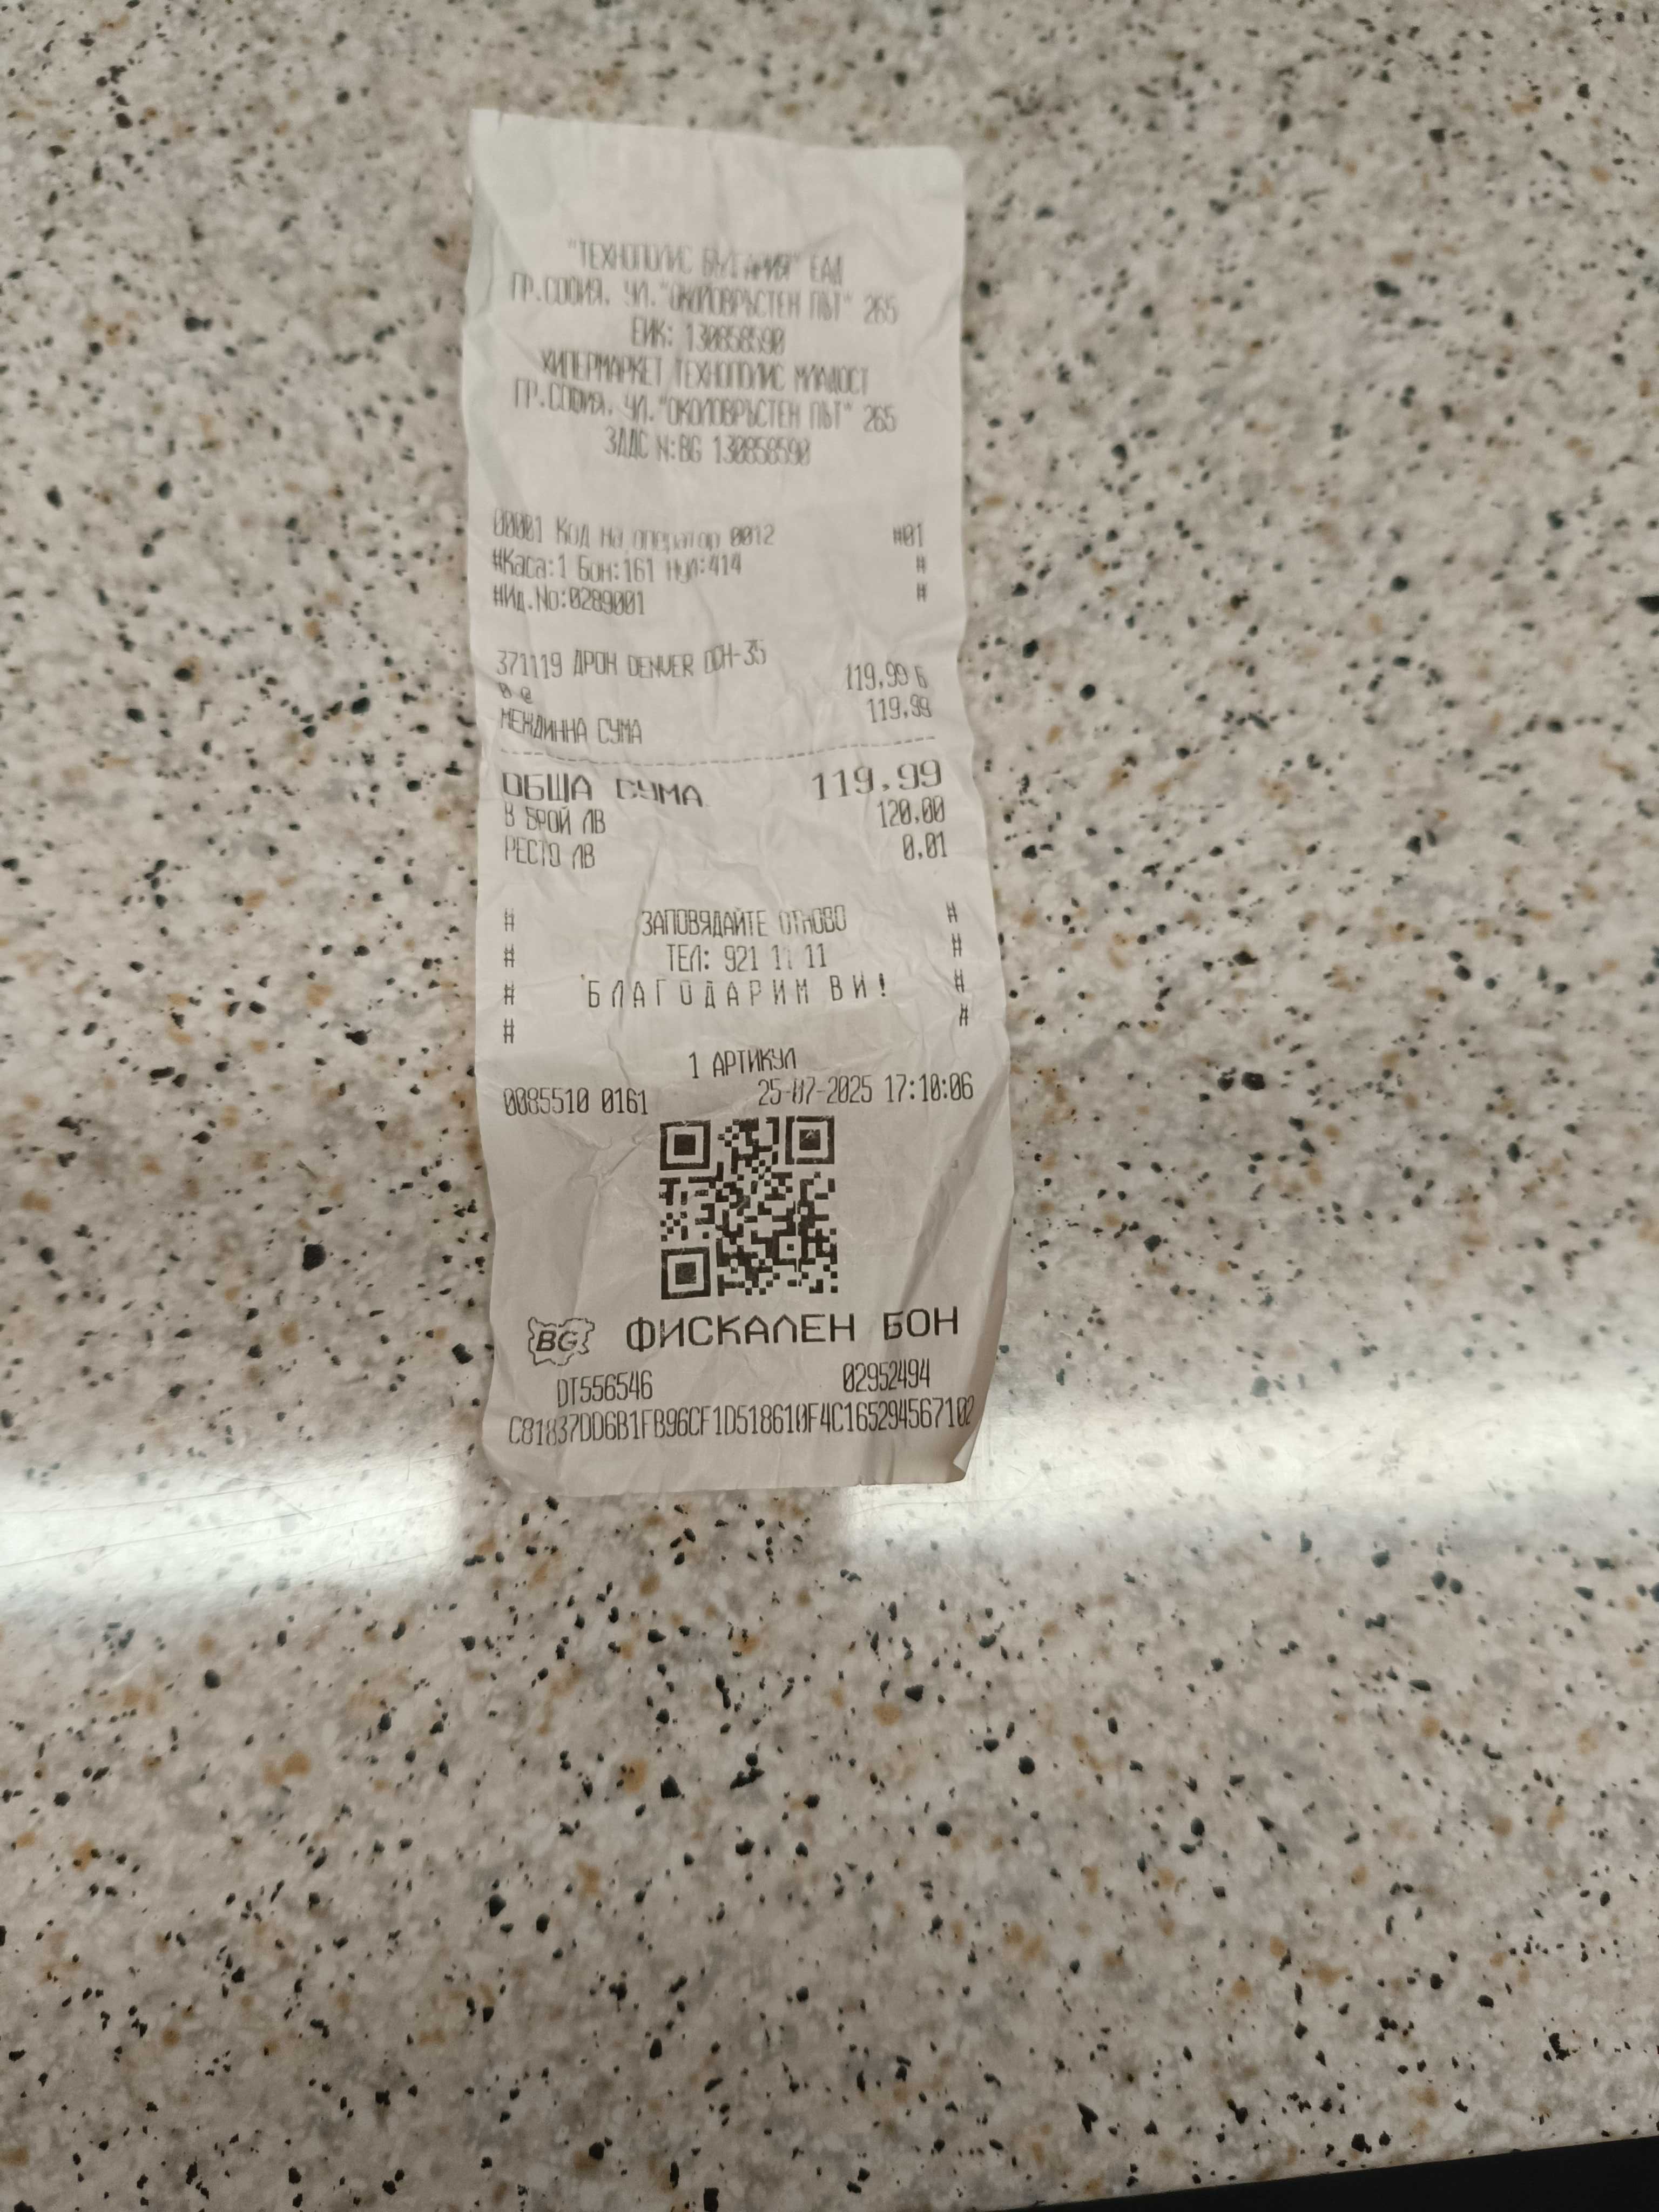 "ТЕХНОПОЛИС БЪЛГАРИЯ" ЕАД
ГР.СОФИЯ, УЛ."ОКОЛОВРЪСТЕН ПЪТ" 265
ЕИК: 130858590
ХИПЕРМАРКЕТ ТЕХНОПОЛИС МЛАДОСТ
ГР.СОФИЯ, УЛ."ОКОЛОВРЪСТЕН ПЪТ" 265
ЗДДС N:BG 130858590
00001 Код на оператор 0012 #01
#Каса:1 Бон:161 Нул:414 #
#Ид.No:0289001 #
371119 ДРОН DENVER DCH-35
119,99 Б
МЕЖДИННА СУМА 119,99
ОБЩА СУМА 119.99
В БРОЙ ЛВ 120,00
РЕСТО ЛВ 0,01
# ЗАПОВЯДАЙТЕ ОТНОВО #
# ТЕЛ: 921 11 11 #
# БЛАГОДАРИМ ВИ! #
# #
1 АРТИКУЛ
0085510 0161 25-07-2025 17:10:06
BG ФИСКАЛЕН БОН
DT556546 02952494
C81837DD6B1FB96CF1D518610F4C165294567102